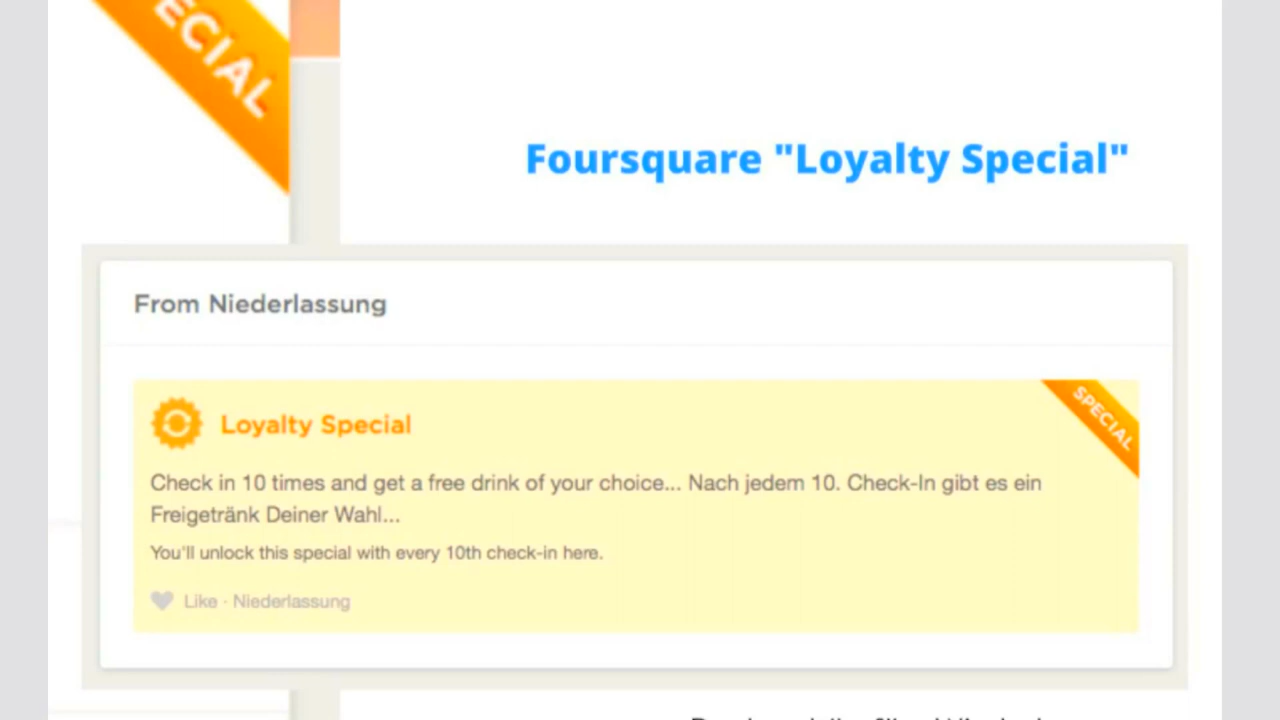 ECIAL
Foursquare "Loyalty Special"
From Niederlassung
SPECIAL
Loyalty Special
Check in 10 times and get a free drink of your choice... Nach jedem 10. Check-In gibt es ein
Freigetränk Deiner Wahl...
You'll unlock this special with every 10th check-in here.
Like · Niederlassung